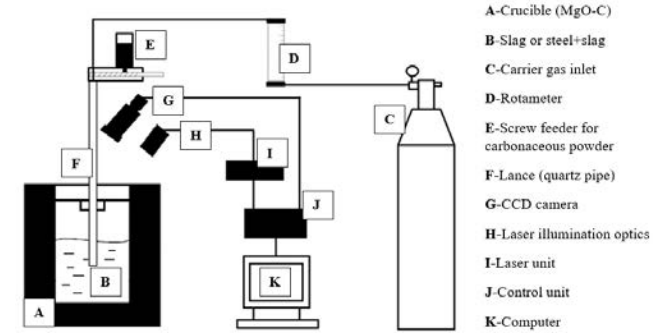 A-Crucible (MgO-C)
B-Slag or steel+slag
C-Carrier gas inlet
D-Rotameter
E-Screw feeder for
carbonaceous powder
F-Lance (quartz pipe)
G-CCD camera
H-Laser illumination optics
I-Laser unit
J-Control unit
K-Computer
E
D
G
C
H
I
F
J
B
K
A